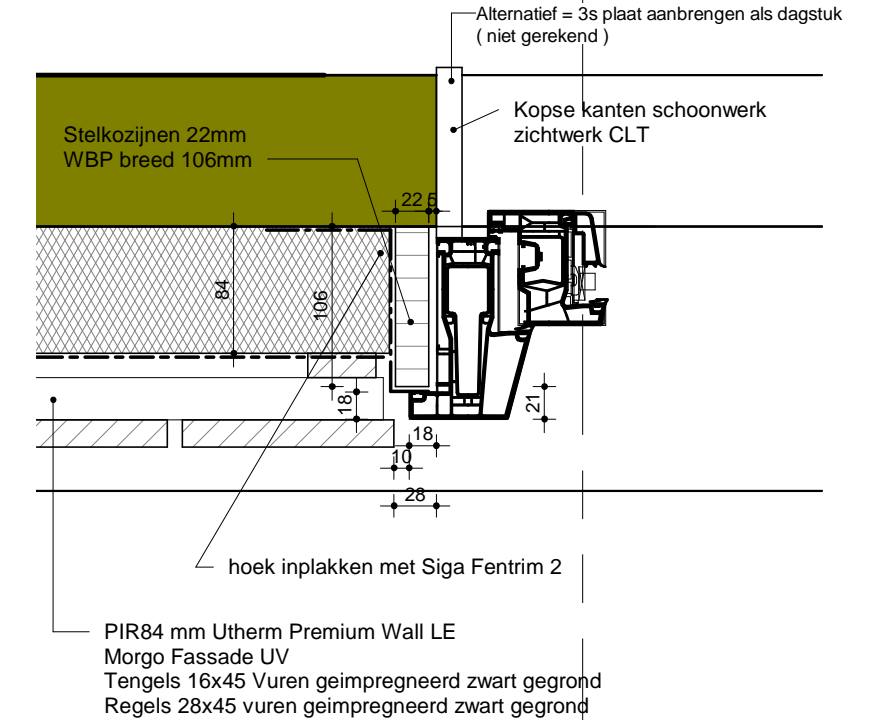 Alternatief = 3s plaat aanbrengen als dagstuk
( niet gerekend )
Kopse kanten schoonwerk
zichtwerk CLT
Stelkozijnen 22mm
WBP breed 106mm
22 5
84
106
18
21
18
10
28
hoek inplakken met Siga Fentrim 2
PIR84 mm Utherm Premium Wall LE
Morgo Fassade UV
Tengels 16x45 Vuren geimpregneerd zwart gegrond
Regels 28x45 vuren geimpregneerd zwart gegrond